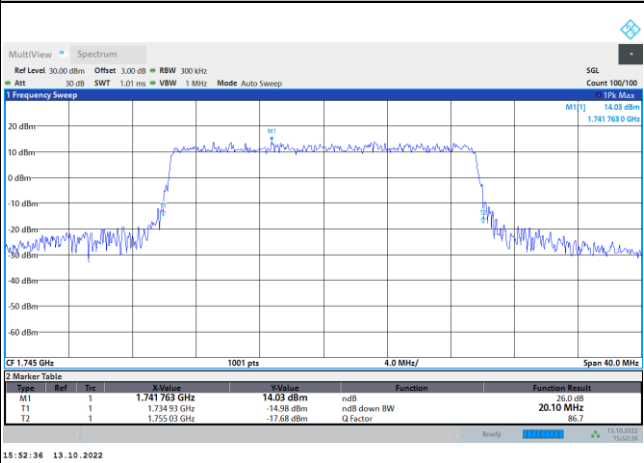 MultiView Spectrum
Ref Level 30.00 dBm Offset 3.00 dB RBW 300 kHz SGL
Att 30 dB SWT 1.01 ms VBW 1 MHz Mode Auto Sweep Count 100/100
1 Frequency Sweep 1Pk Max
M1[1] 14.03 dBm
1.741 763 0 GHz
M1
20 dBm
10 dBm
0 dBm
-10 dBm
T1
T2
-20 dBm
-30 dBm
-40 dBm
-50 dBm
-60 dBm
CF 1.745 GHz 1001 pts 4.0 MHz/ Span 40.0 MHz
2 Marker Table
Type Ref Trc X-Value Y-Value Function Function Result
M1 1 1.741 763 GHz 14.03 dBm ndB 26.0 dB
T1 1 1.734 93 GHz -14.98 dBm ndB down BW 20.10 MHz
T2 1 1.755 03 GHz -17.68 dBm Q Factor 86.7
Ready 13.10.2022
15:52:36
15:52:36 13.10.2022